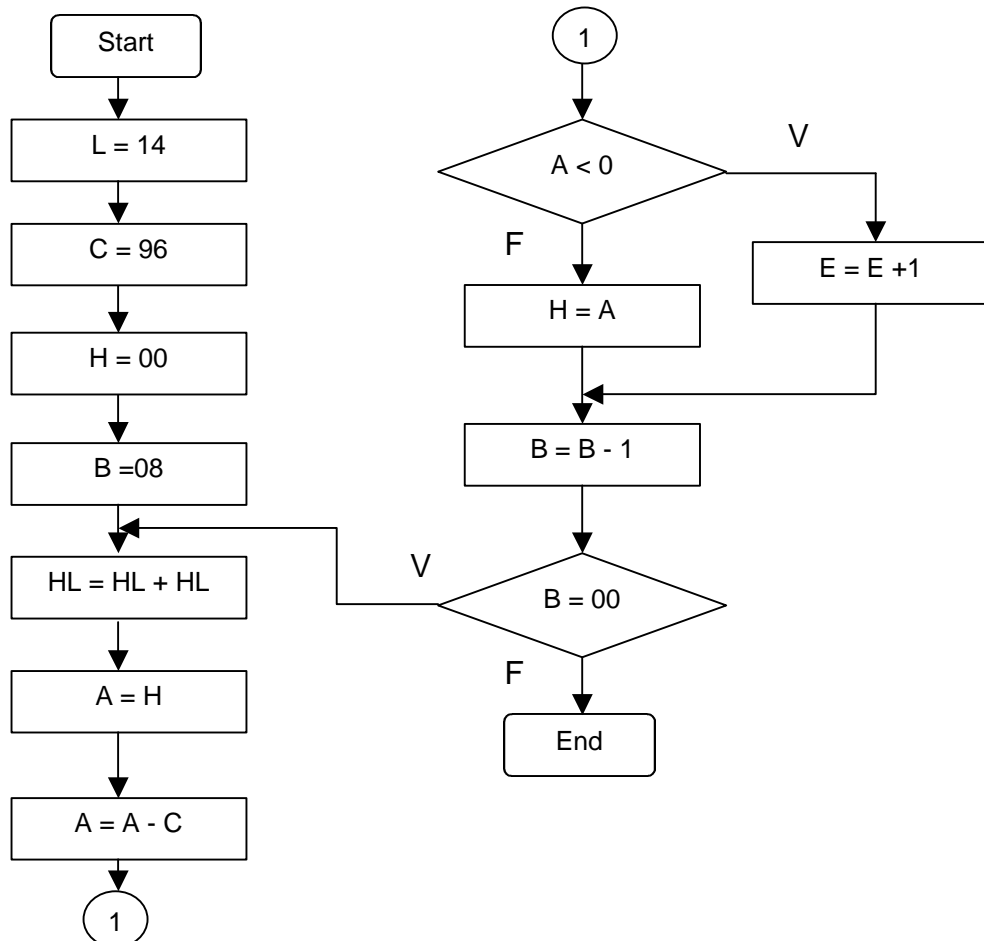 Start
L = 14
C = 96
H = 00
B =08
HL = HL + HL
A = H
A = A - C
1
1
A < 0
V
F
E = E +1
H = A
B = B - 1
V
B = 00
F
End